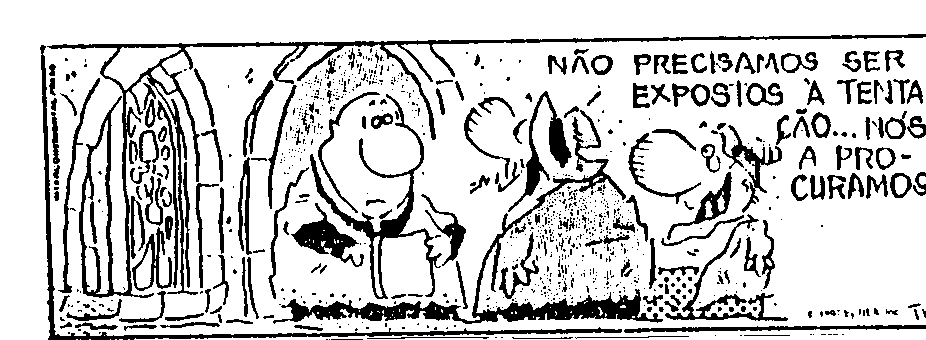 NÃO PRECISAMOS SER
EXPOSTOS À TENTA
ÇÃO... NÓS
A PRO-
CURAMOS